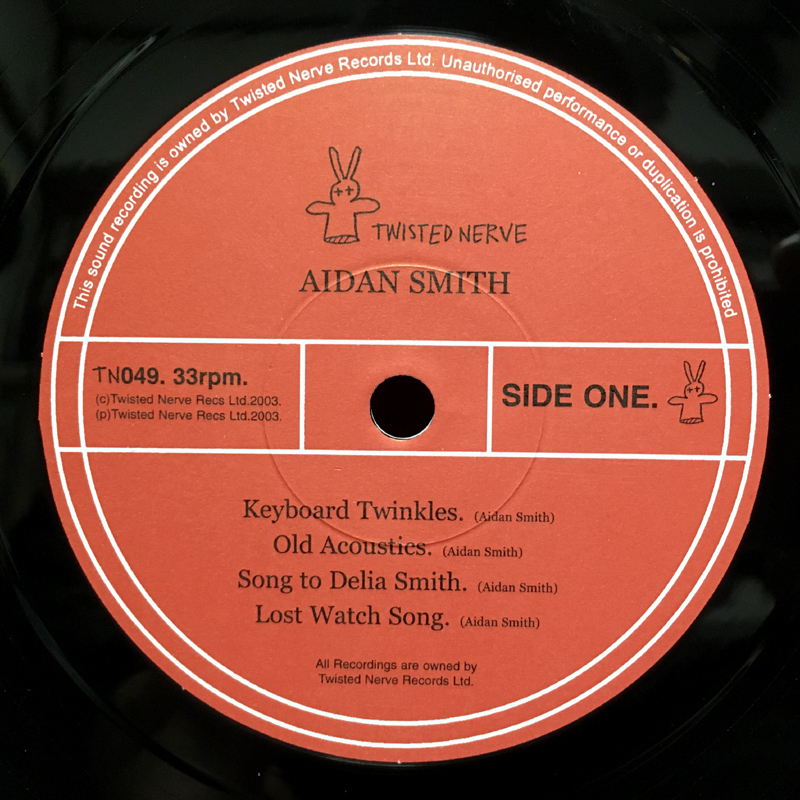 This sound recording is owned by Twisted Nerve Records Ltd. Unauthorised performance or duplication is prohibited
TWISTED NERVE
AIDAN SMITH
TN049. 33rpm.
(c)Twisted Nerve Recs Ltd.2003.
(p)Twisted Nerve Recs Ltd.2003.
SIDE ONE.
Keyboard Twinkles. (Aidan Smith)
Old Acoustics. (Aidan Smith)
Song to Delia Smith. (Aidan Smith)
Lost Watch Song. (Aidan Smith)
All Recordings are owned by
Twisted Nerve Records Ltd.